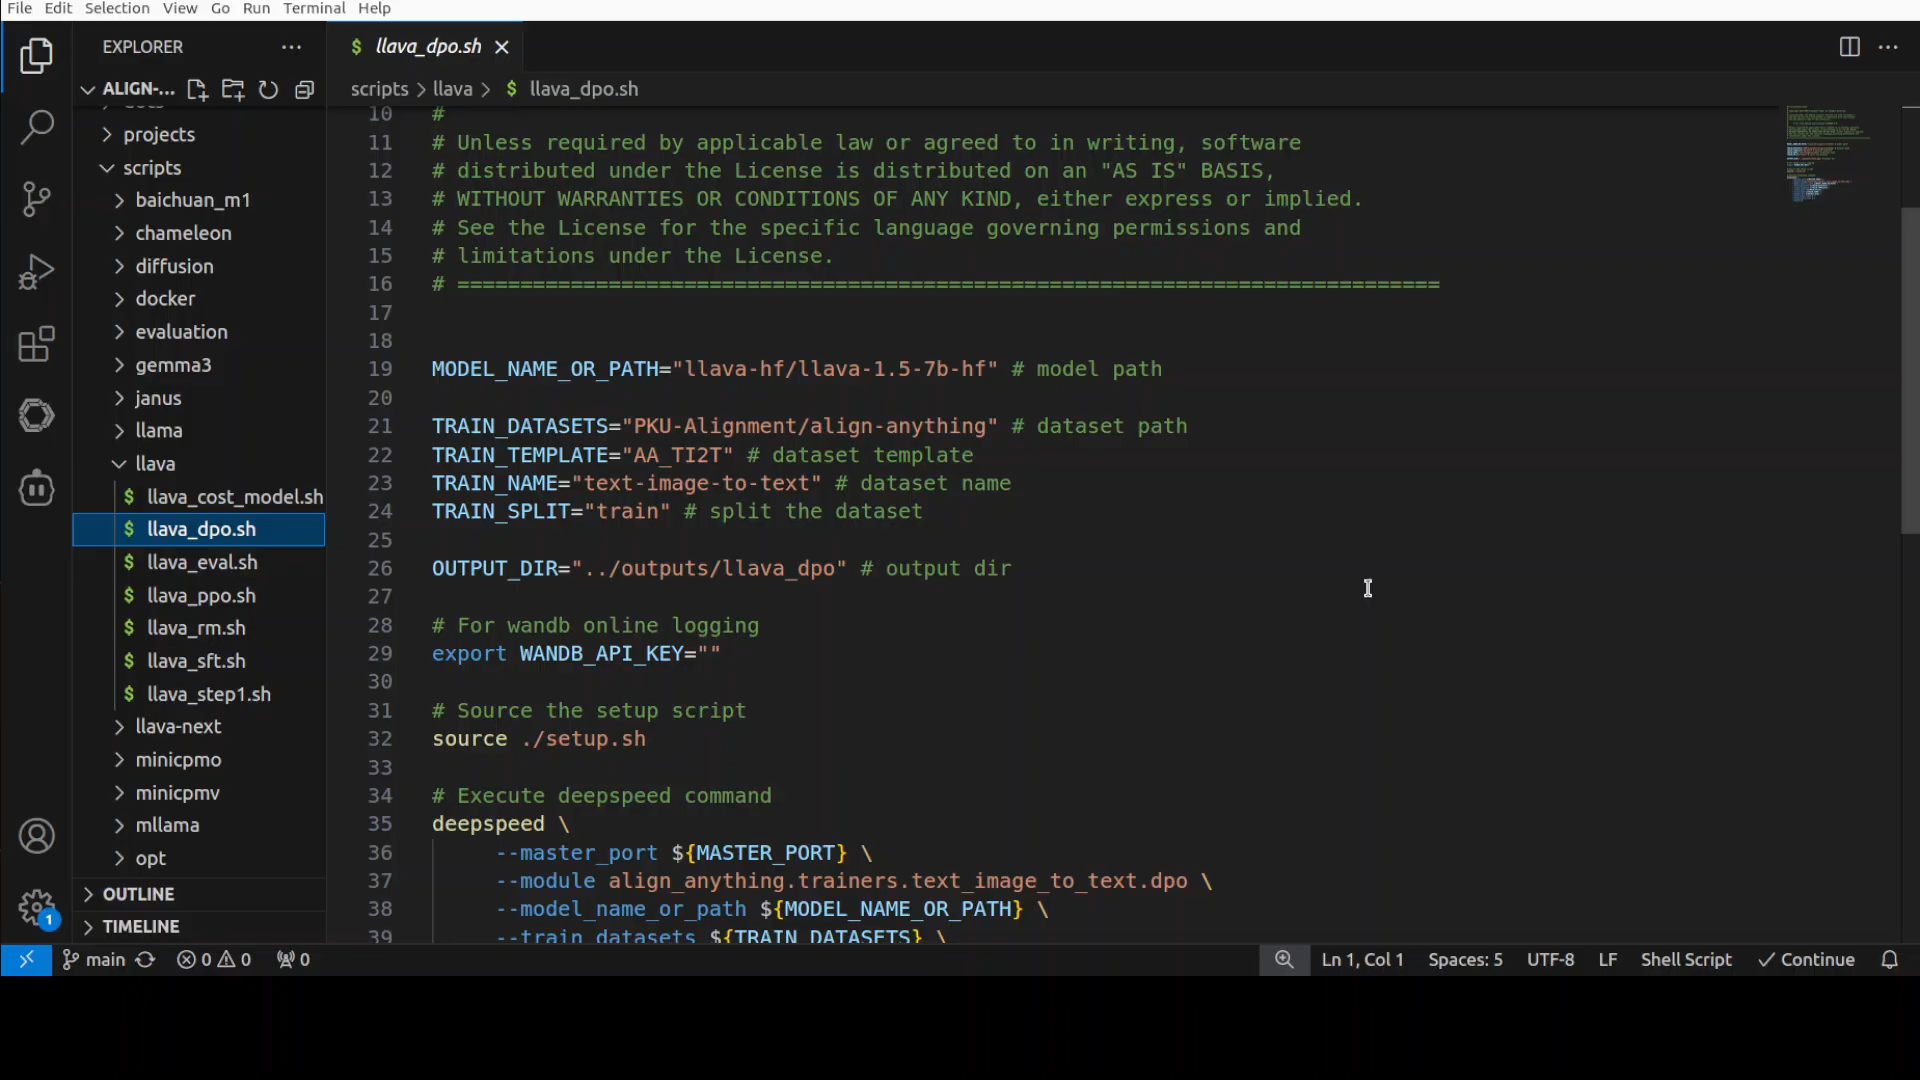 File Edit Selection View Go Run Terminal Help
EXPLORER
ALIGN-...
projects
scripts
baichuan_m1
chameleon
diffusion
docker
evaluation
gemma3
janus
llama
llava
$ llava_cost_model.sh
$ llava_dpo.sh
$ llava_eval.sh
$ llava_ppo.sh
$ llava_rm.sh
$ llava_sft.sh
$ llava_step1.sh
llava-next
minicpmo
minicpmv
mllama
opt
OUTLINE
TIMELINE
$ llava_dpo.sh
scripts > llava > $ llava_dpo.sh
10 #
11 # Unless required by applicable law or agreed to in writing, software
12 # distributed under the License is distributed on an "AS IS" BASIS,
13 # WITHOUT WARRANTIES OR CONDITIONS OF ANY KIND, either express or implied.
14 # See the License for the specific language governing permissions and
15 # limitations under the License.
16 # ==============================================================================
17
18
19 MODEL_NAME_OR_PATH="llava-hf/llava-1.5-7b-hf" # model path
20
21 TRAIN_DATASETS="PKU-Alignment/align-anything" # dataset path
22 TRAIN_TEMPLATE="AA_TI2T" # dataset template
23 TRAIN_NAME="text-image-to-text" # dataset name
24 TRAIN_SPLIT="train" # split the dataset
25
26 OUTPUT_DIR="../outputs/llava_dpo" # output dir
27
28 # For wandb online logging
29 export WANDB_API_KEY=""
30
31 # Source the setup script
32 source ./setup.sh
33
34 # Execute deepspeed command
35 deepspeed \
36 --master_port ${MASTER_PORT} \
37 --module align_anything.trainers.text_image_to_text.dpo \
38 --model_name_or_path ${MODEL_NAME_OR_PATH} \
39 --train_datasets ${TRAIN_DATASETS} \
1
main 0 0 0 Ln 1, Col 1 Spaces: 5 UTF-8 LF Shell Script Continue